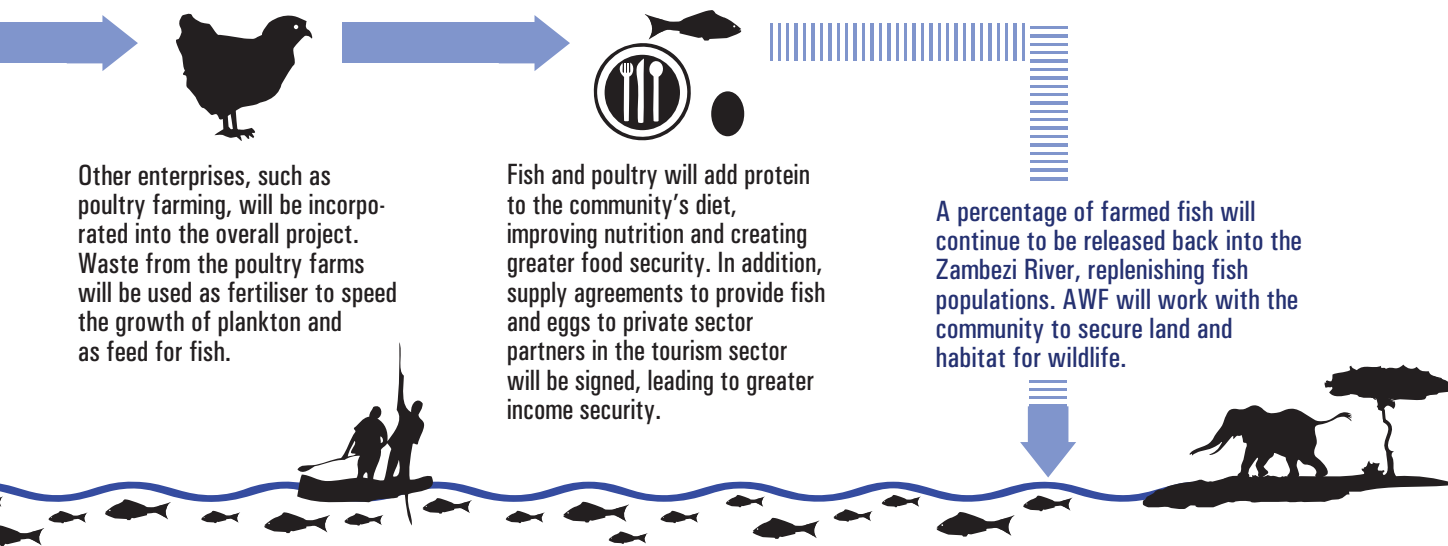 Other enterprises, such as
poultry farming, will be incorpo-
rated into the overall project.
Waste from the poultry farms
will be used as fertiliser to speed
the growth of plankton and
as feed for fish.
Fish and poultry will add protein
to the community's diet,
improving nutrition and creating
greater food security. In addition,
supply agreements to provide fish
and eggs to private sector
partners in the tourism sector
will be signed, leading to greater
income security.
A percentage of farmed fish will
continue to be released back into the
Zambezi River, replenishing fish
populations. AWF will work with the
community to secure land and
habitat for wildlife.